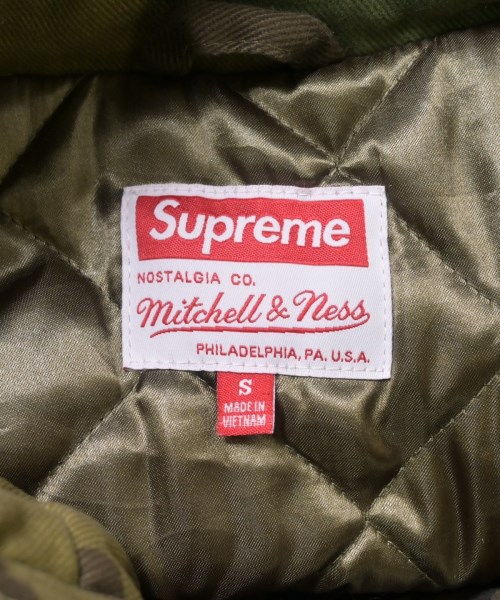 Supreme
NOSTALGIA CO.
Mitchell & Ness
PHILADELPHIA, PA. U.S.A.
S
MADE IN
VIETNAM